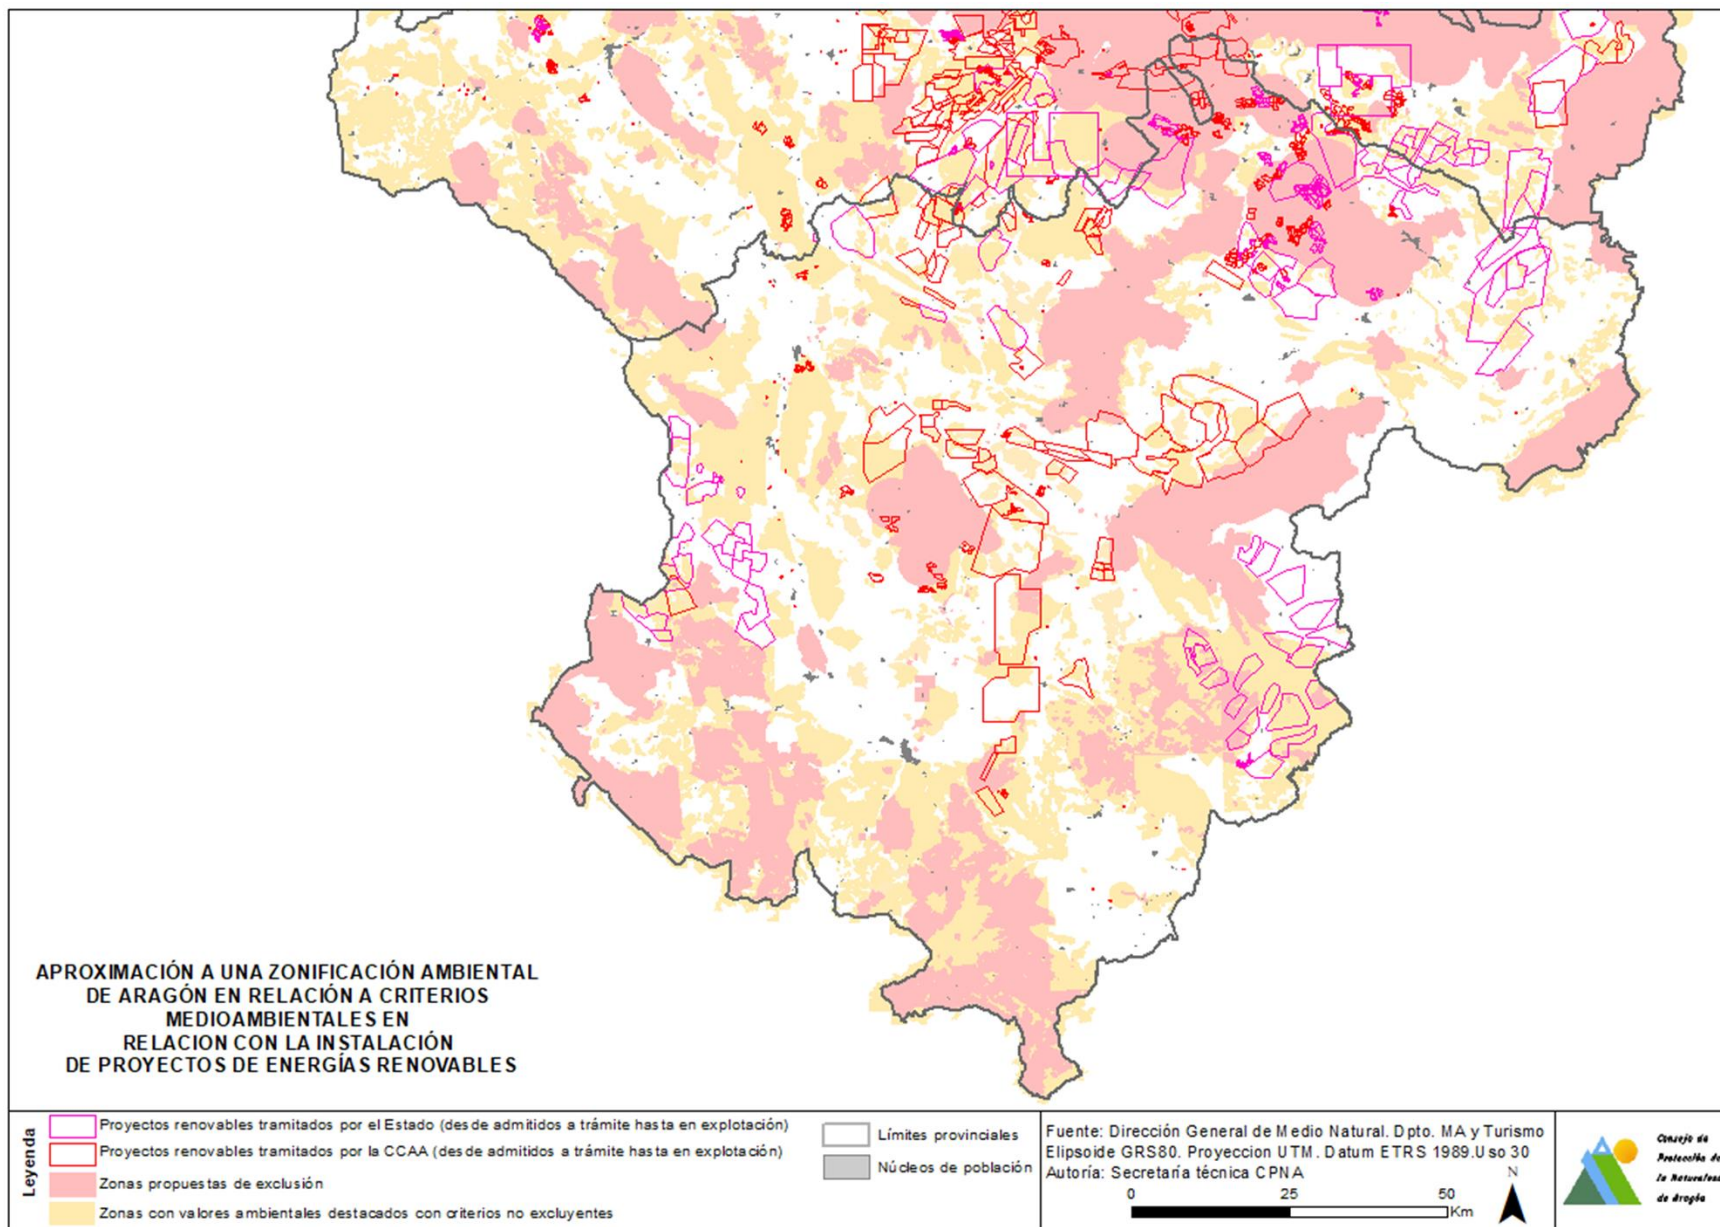 APROXIMACIÓN A UNA ZONIFICACIÓN AMBIENTAL
DE ARAGÓN EN RELACIÓN A CRITERIOS
MEDIOAMBIENTALES EN
RELACION CON LA INSTALACIÓN
DE PROYECTOS DE ENERGÍAS RENOVABLES
Leyenda
Proyectos renovables tramitados por el Estado (desde admitidos a trámite hasta en explotación)
Proyectos renovables tramitados por la CCAA (desde admitidos a trámite hasta en explotación)
Zonas propuestas de exclusión
Zonas con valores ambientales destacados con criterios no excluyentes
Límites provinciales
Núcleos de población
Fuente: Dirección General de Medio Natural. Dpto. MA y Turismo
Elipsoide GRS80. Proyeccion UTM. Datum ETRS 1989.Uso 30
Autoría: Secretaría técnica CPNA
N
0 25 50
Km
Consejo de
Protección de
la Naturaleza
de Aragón